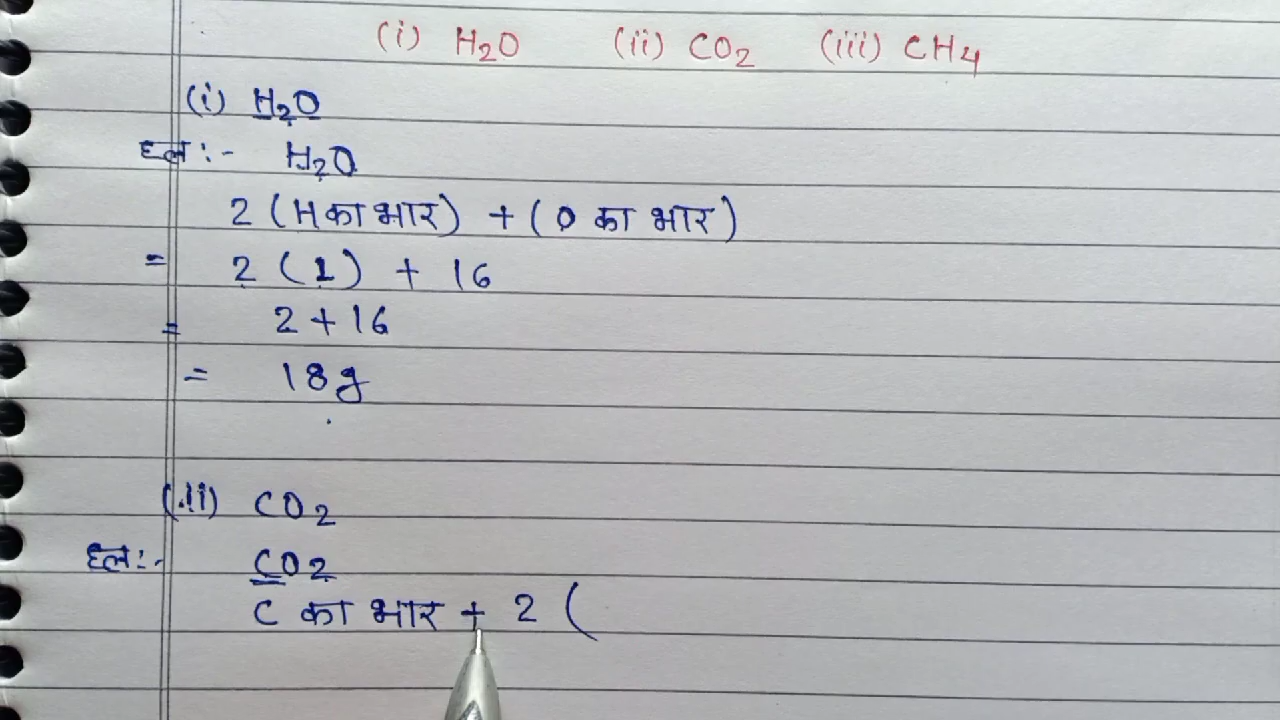 (i) H₂O (ii) CO₂ (iii) CH₄
(i) H₂O
हल :- H₂O
2 (H का भार) + (O का भार)
= 2 (1) + 16
= 2 + 16
= 18g
(ii) CO₂
हल :- CO₂
C का भार + 2 (